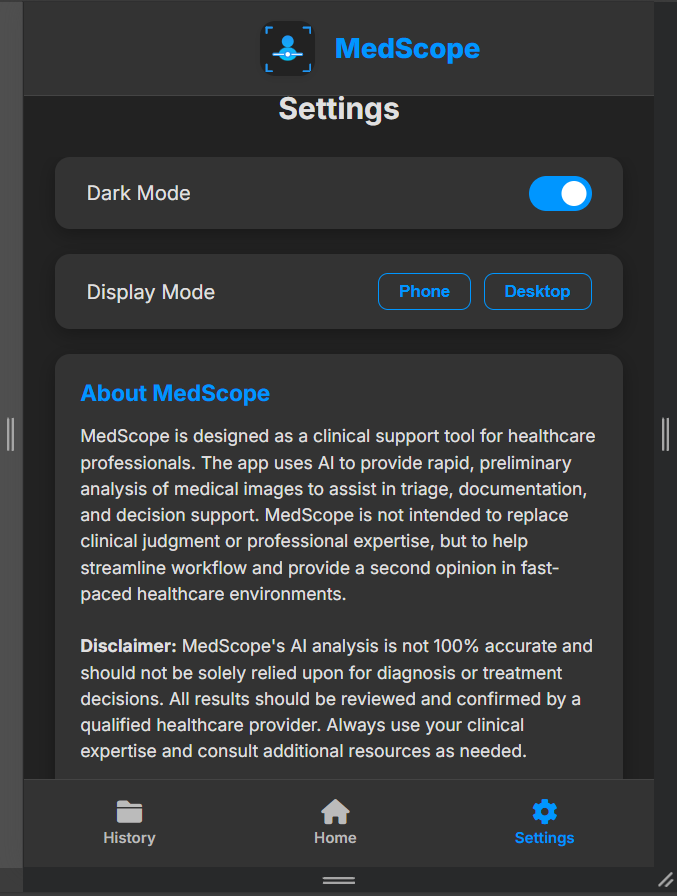 MedScope
Settings
Dark Mode
Display Mode
Phone
Desktop
About MedScope
MedScope is designed as a clinical support tool for healthcare
professionals. The app uses AI to provide rapid, preliminary
analysis of medical images to assist in triage, documentation,
and decision support. MedScope is not intended to replace
clinical judgment or professional expertise, but to help
streamline workflow and provide a second opinion in fast-
paced healthcare environments.
Disclaimer: MedScope's AI analysis is not 100% accurate and
should not be solely relied upon for diagnosis or treatment
decisions. All results should be reviewed and confirmed by a
qualified healthcare provider. Always use your clinical
expertise and consult additional resources as needed.
History
Home
Settings